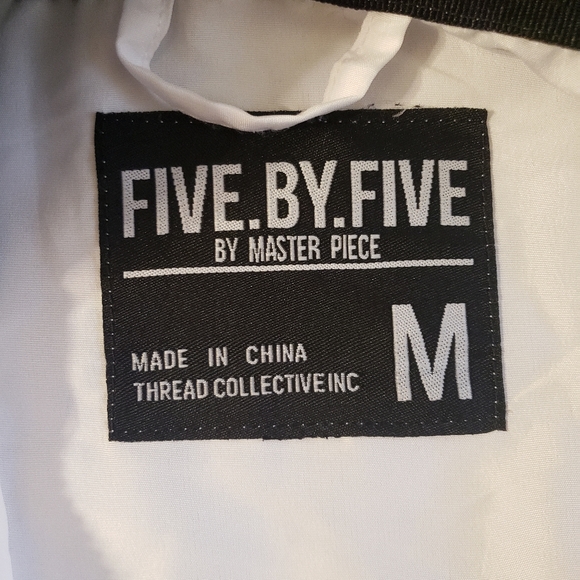 FIVE.BY.FIVE
BY MASTER PIECE
MADE IN CHINA
THREAD COLLECTIVE INC
M